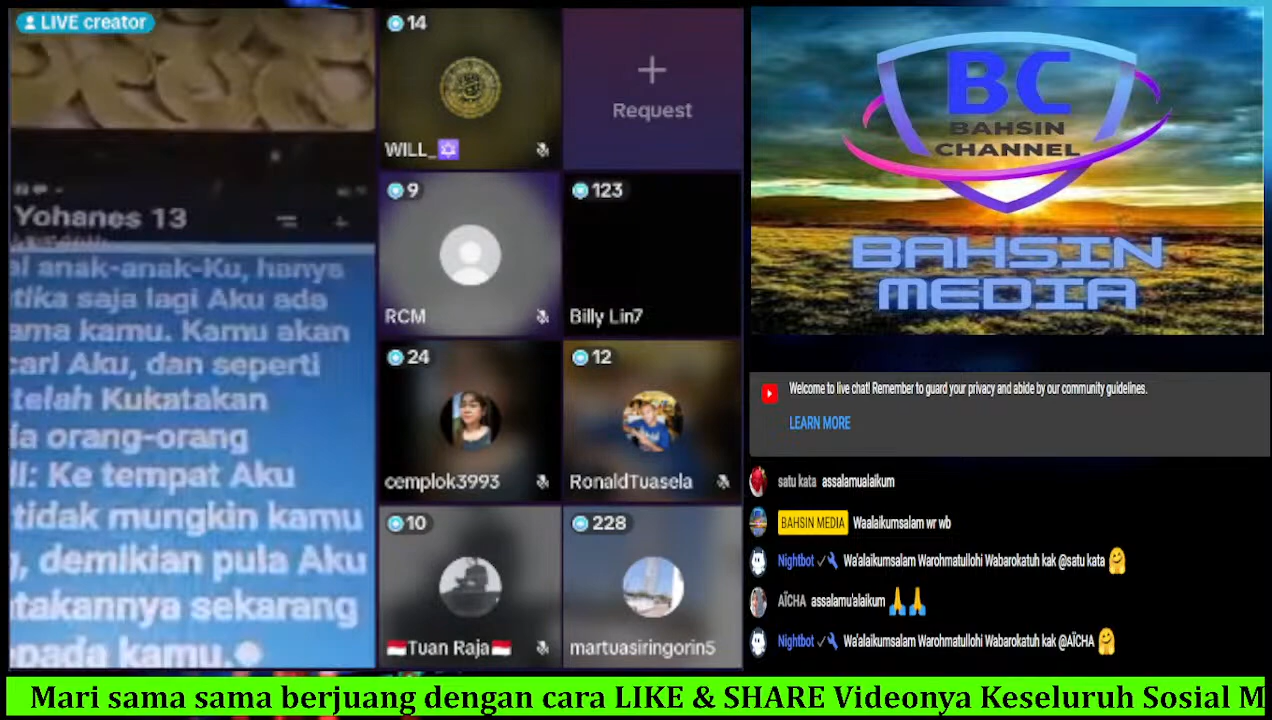 LIVE creator
Yohanes 13
anak-anak-Ku, hanya
tika saja lagi Aku ada
ama kamu. Kamu akan
cari Aku, dan seperti
telah Kukatakan
a orang-orang
Ke tempat Aku
tidak mungkin kamu
, demikian pula Aku
takannya sekarang
pada kamu.
14
WILL_
+
Request
9
RCM
123
Billy Lin7
24
cemplok3993
12
RonaldTuasela
10
🇮🇩Tuan Raja🇮🇩
228
martuasiringorin5
BC
BAHSIN
CHANNEL
BAHSIN
MEDIA
Welcome to live chat! Remember to guard your privacy and abide by our community guidelines.
LEARN MORE
satu kata assalamualaikum
BAHSIN MEDIA Waalaikumsalam wr wb
Nightbot Wa'alaikumsalam Warohmatullohi Wabarokatuh kak @satu kata 🤗
AÏCHA assalamu'alaikum 🙏🙏
Nightbot Wa'alaikumsalam Warohmatullohi Wabarokatuh kak @AÏCHA 🤗
Mari sama sama berjuang dengan cara LIKE & SHARE Videonya Keseluruh Sosial M